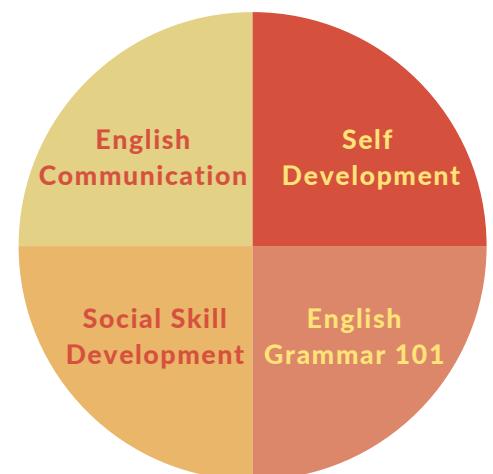 English
Communication
Self
Development
Social Skill
Development
English
Grammar 101